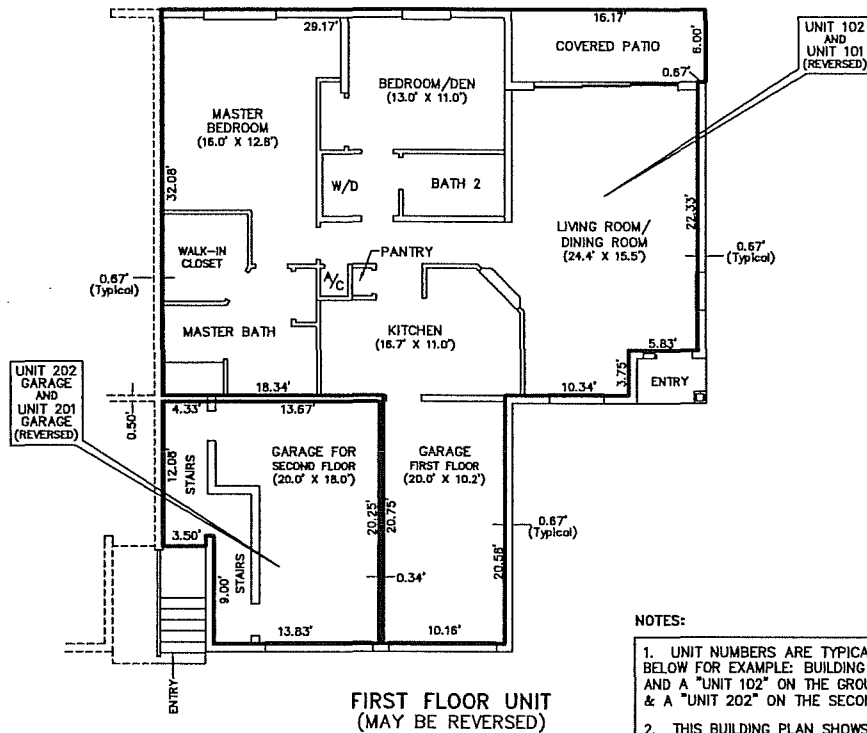 29.17'
16.17'
COVERED PATIO
6.00'
0.67'
UNIT 102
AND
UNIT 101
(REVERSED)
BEDROOM/DEN
(13.0' X 11.0')
MASTER
BEDROOM
(16.0' X 12.8')
32.08'
W/D
BATH 2
LIVING ROOM/
DINING ROOM
(24.4' X 15.5')
22.33'
WALK-IN
CLOSET
PANTRY
A/C
0.67'
(Typical)
0.67'
(Typical)
MASTER BATH
KITCHEN
(16.7' X 11.0')
5.83'
3.75'
ENTRY
18.34'
10.34'
UNIT 202
GARAGE
AND
UNIT 201
GARAGE
(REVERSED)
0.50'
4.33'
13.67'
12.08'
STAIRS
GARAGE FOR
SECOND FLOOR
(20.0' X 18.0')
GARAGE
FIRST FLOOR
(20.0' X 10.2')
20.25'
20.75'
0.67'
(Typical)
3.50'
9.00'
STAIRS
0.34'
20.58'
13.83'
10.16'
ENTRY
FIRST FLOOR UNIT
(MAY BE REVERSED)
NOTES:
1. UNIT NUMBERS ARE TYPICA
BELOW FOR EXAMPLE: BUILDING
AND A "UNIT 102" ON THE GROU
& A "UNIT 202" ON THE SECON
2. THIS BUILDING PLAN SHOWS